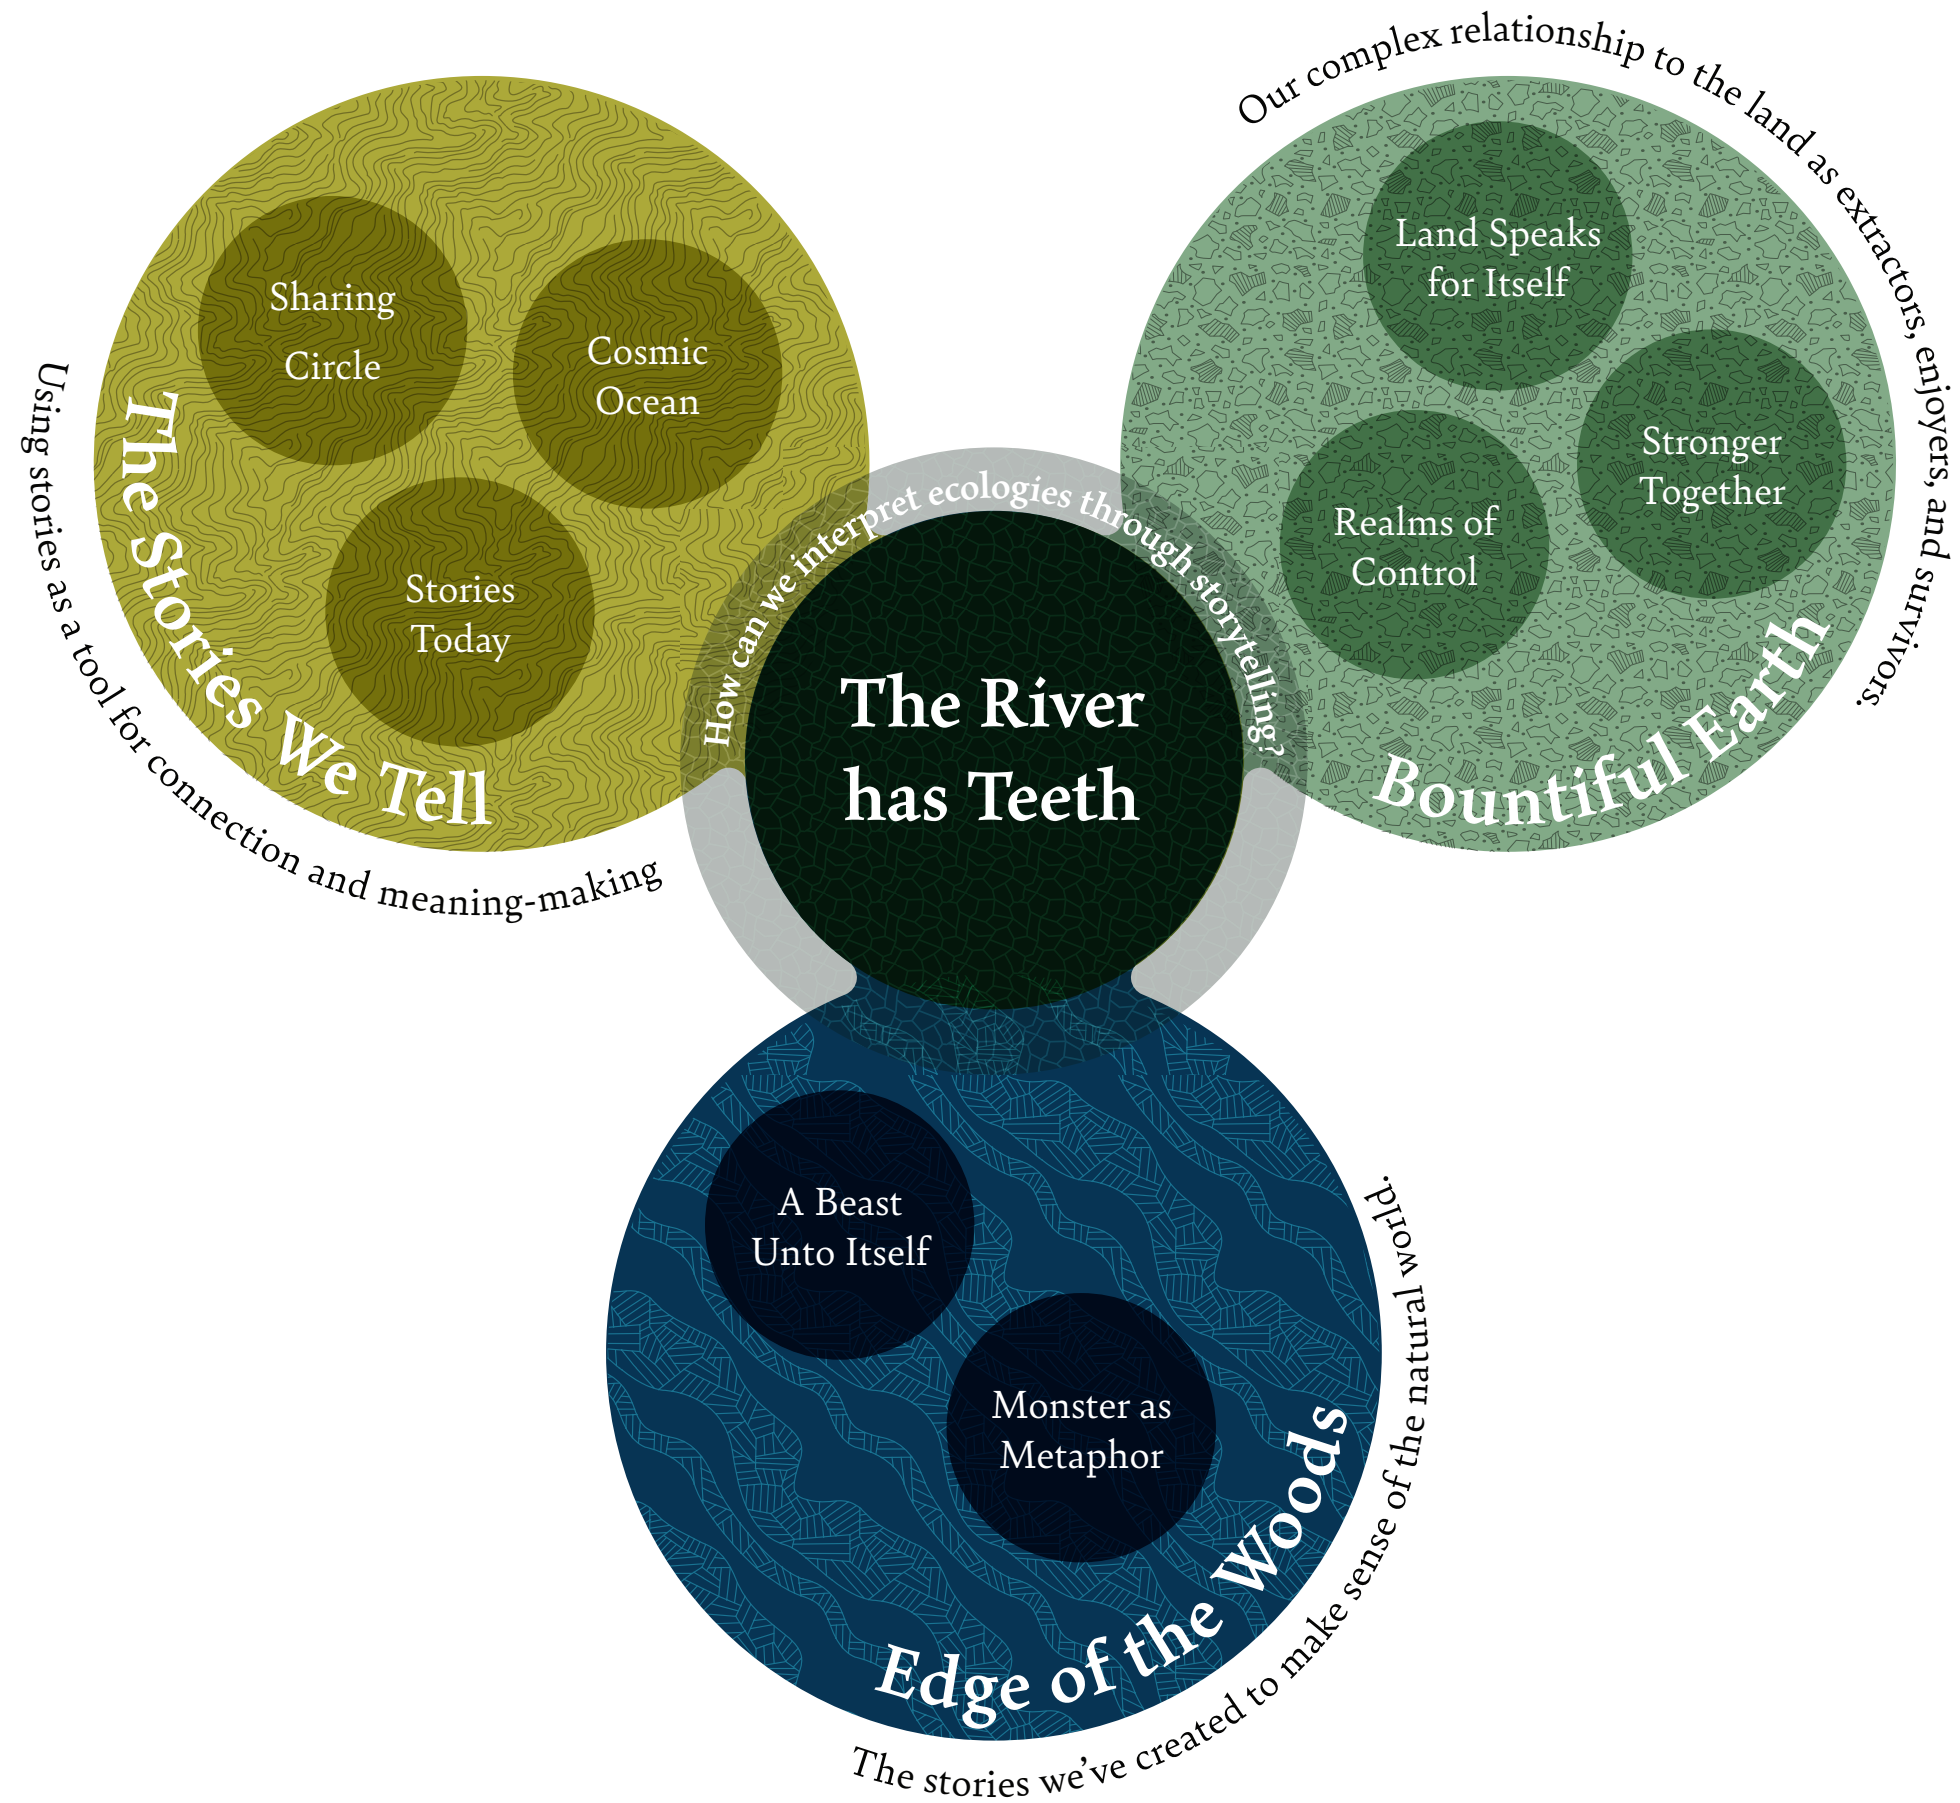 Our complex relationship to the land as extractors, enjoyers, and survivors.
Land Speaks
for Itself
Stronger
Together
Realms of
Control
Bountiful Earth
Sharing
Circle
Cosmic
Ocean
Stories
Today
The Stories We Tell
Using stories as a tool for connection and meaning-making
How can we interpret ecologies through storytelling?
The River
has Teeth
A Beast
Unto Itself
Monster as
Metaphor
Edge of the Woods
The stories we’ve created to make sense of the natural world.